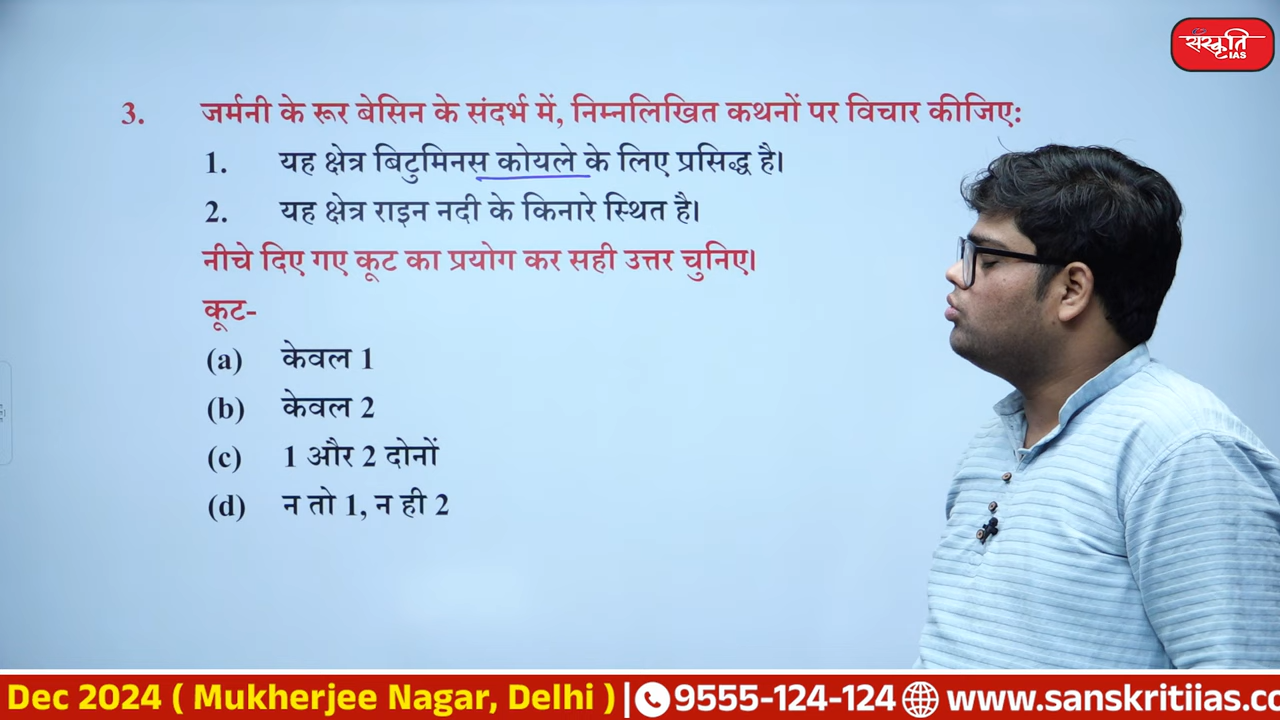 संस्कृति
IAS
3. जर्मनी के रूर बेसिन के संदर्भ में, निम्नलिखित कथनों पर विचार कीजिए:
1. यह क्षेत्र बिटुमिनस कोयले के लिए प्रसिद्ध है।
2. यह क्षेत्र राइन नदी के किनारे स्थित है।
नीचे दिए गए कूट का प्रयोग कर सही उत्तर चुनिए।
कूट-
(a) केवल 1
(b) केवल 2
(c) 1 और 2 दोनों
(d) न तो 1, न ही 2
Dec 2024 ( Mukherjee Nagar, Delhi ) | 9555-124-124 www.sanskritiias.co